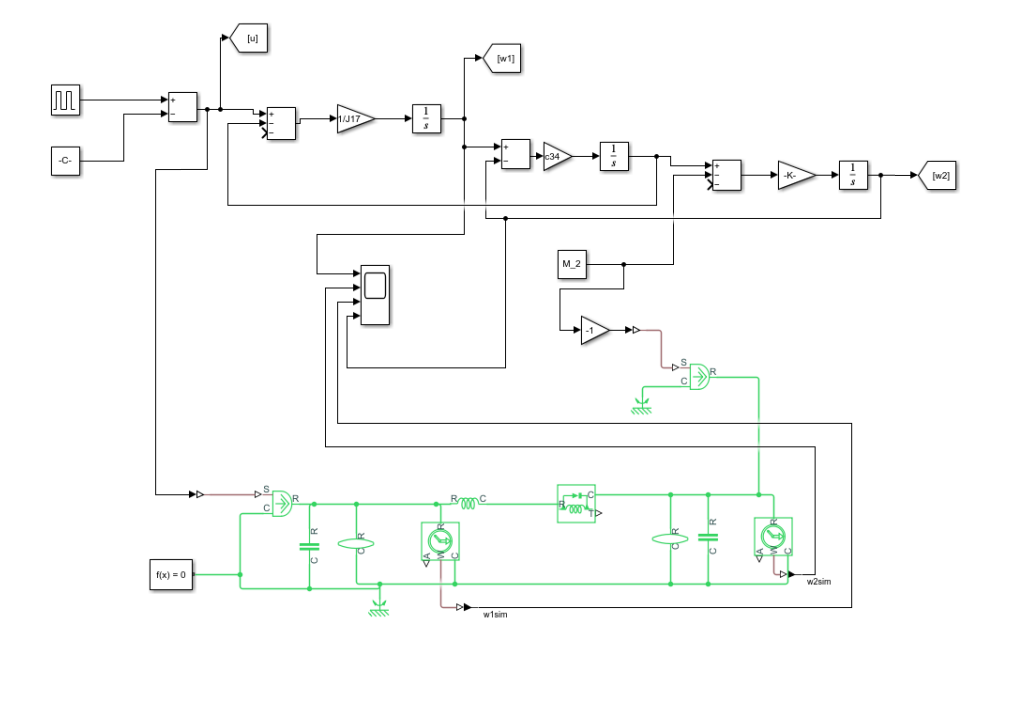 [u]
[w1]
+
−
-C-
+
−
−
1/J17
1
s
+
−
c34
1
s
+
−
−
-K-
1
s
[w2]
M_2
-1
S
C
R
S
C
R
R
C
R
C
R
W
A
C
R
C
R
C
T
R
C
R
C
R
W
A
C
f(x) = 0
w2sim
w1sim